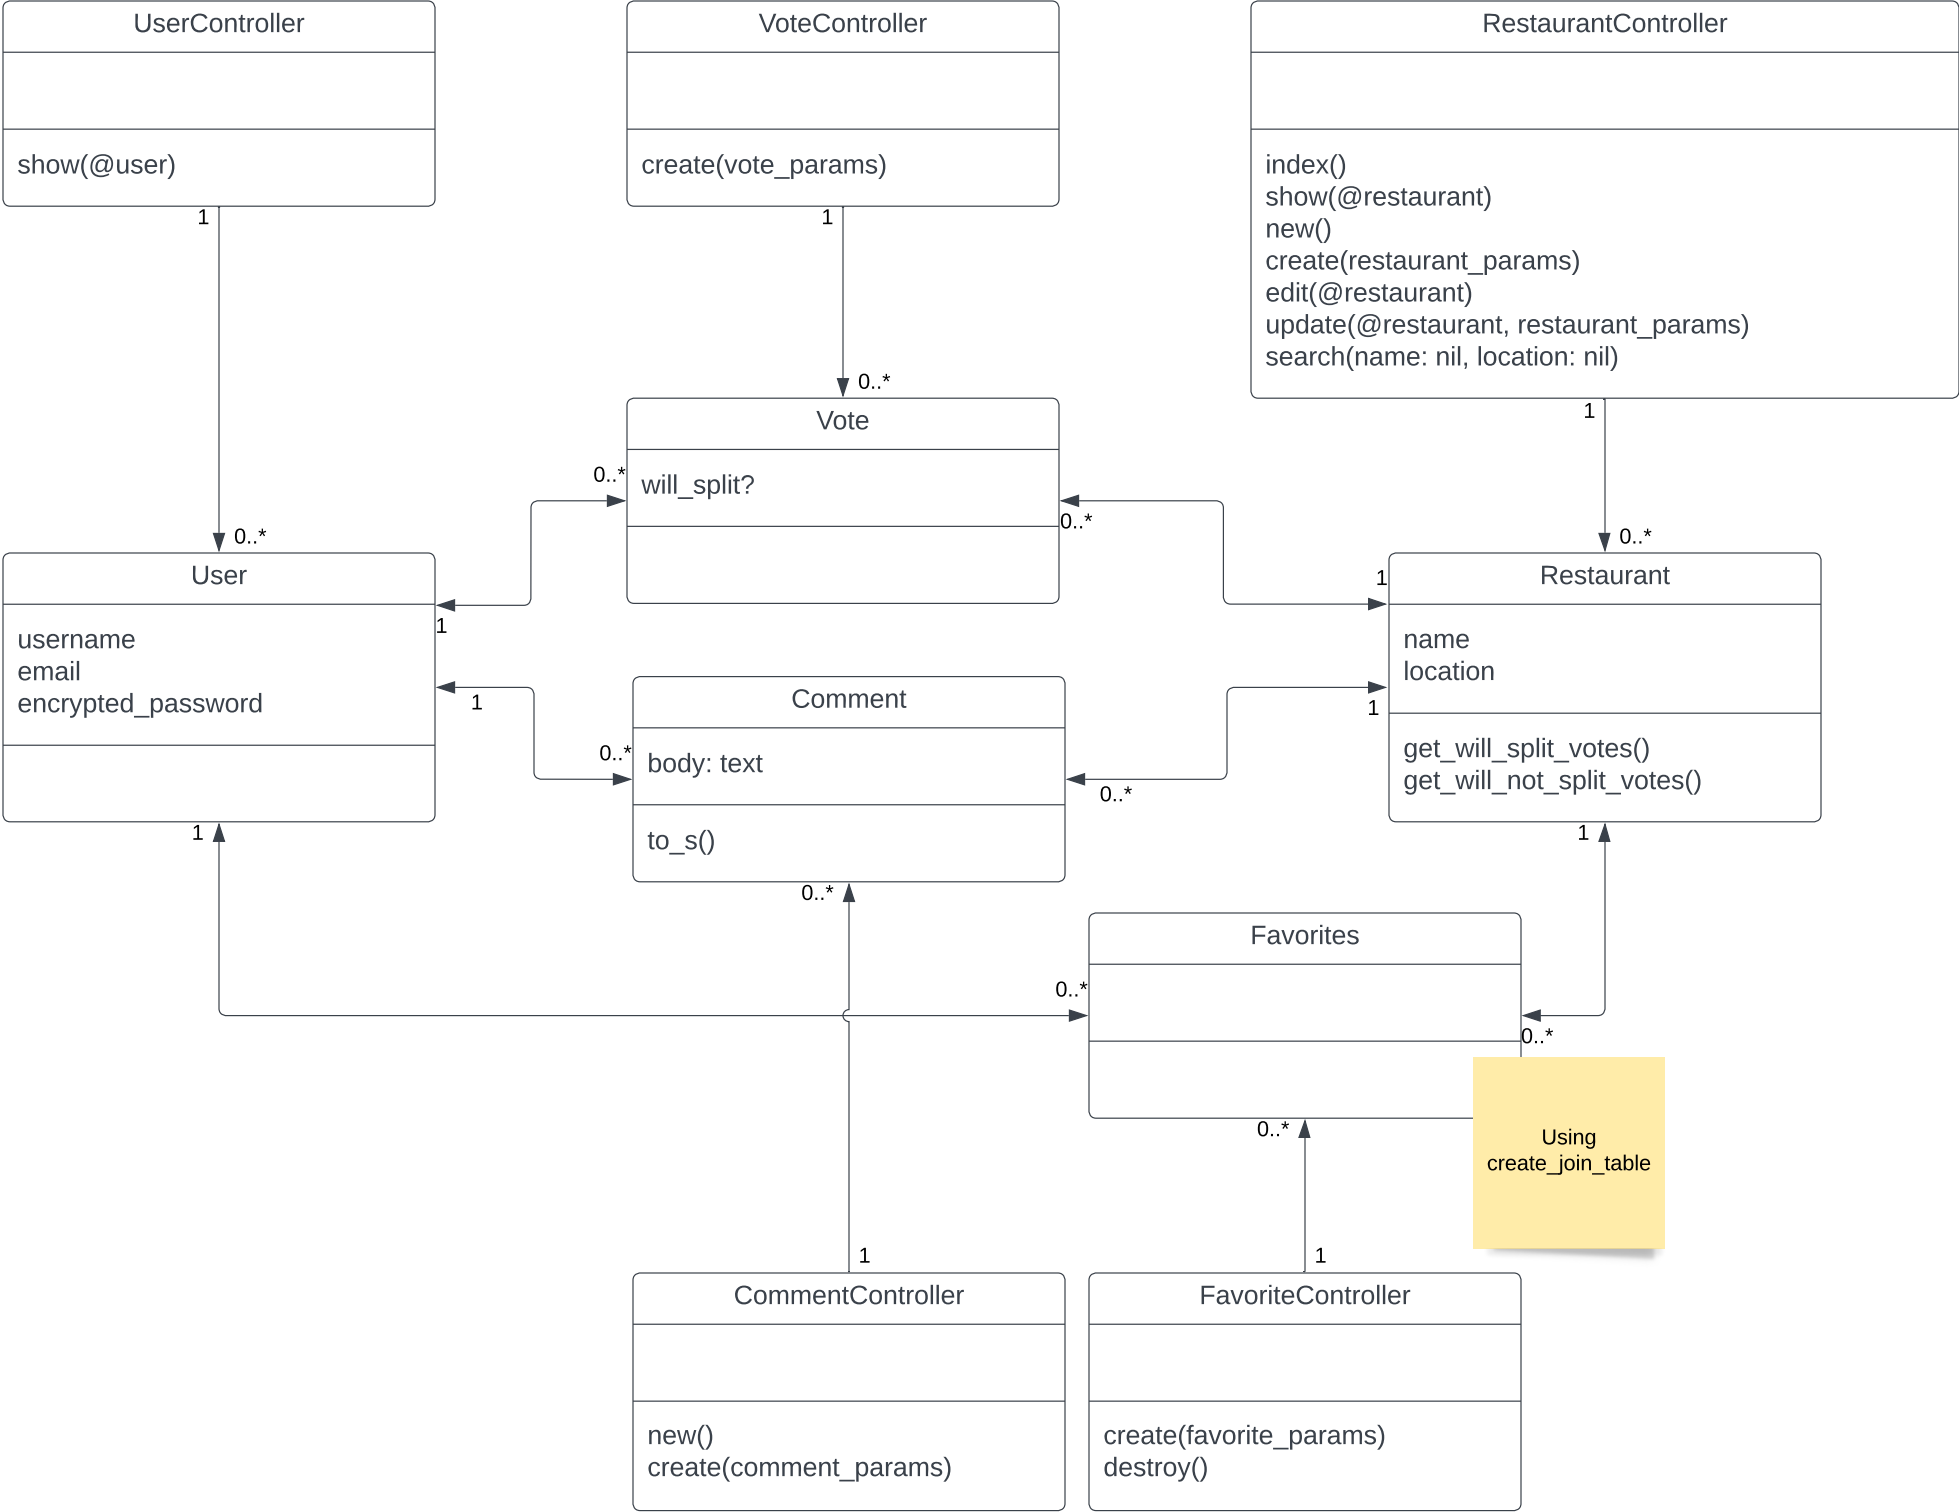 UserController
show(@user)
1
0..*
VoteController
create(vote_params)
1
0..*
RestaurantController
index()
show(@restaurant)
new()
create(restaurant_params)
edit(@restaurant)
update(@restaurant, restaurant_params)
search(name: nil, location: nil)
1
0..*
Vote
will_split?
0..*
0..*
User
username
email
encrypted_password
1
1
1
Comment
body: text
to_s()
0..*
0..*
0..*
Restaurant
name
location
get_will_split_votes()
get_will_not_split_votes()
1
1
1
Favorites
0..*
0..*
0..*
Using
create_join_table
1
CommentController
new()
create(comment_params)
1
FavoriteController
create(favorite_params)
destroy()